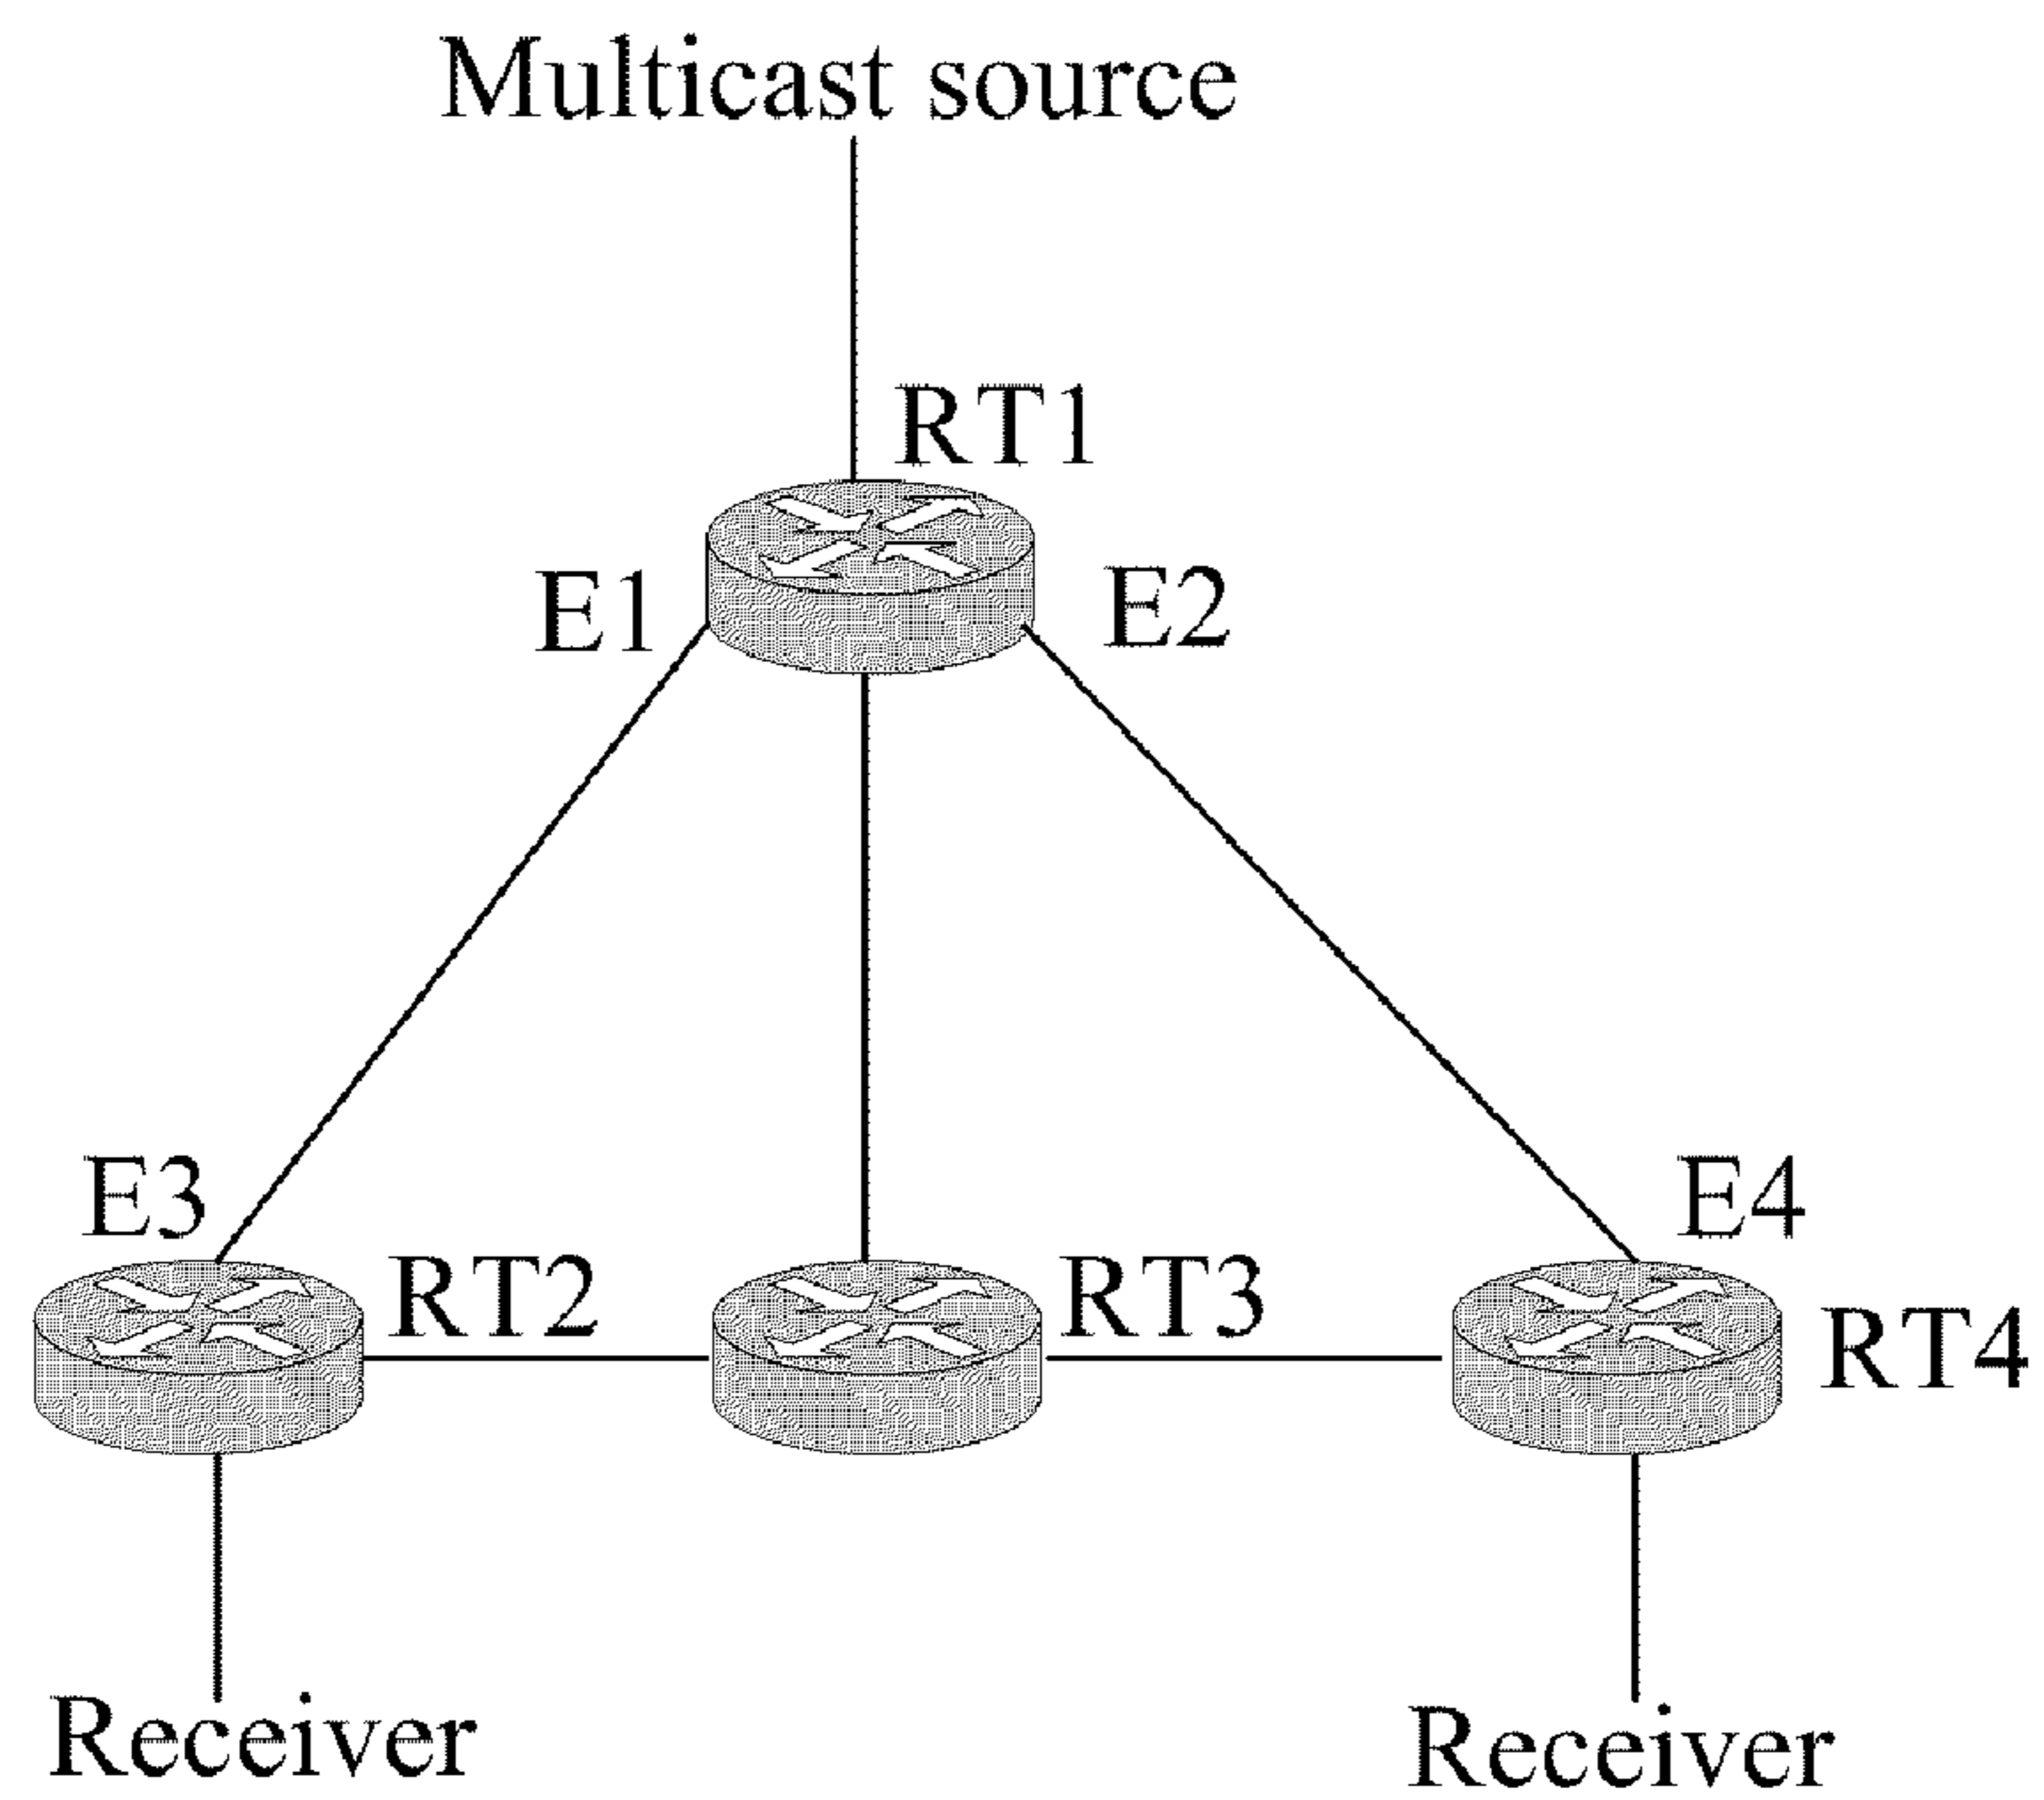 Multicast source
RT1
E1
E2
E3
E4
RT2
RT3
RT4
Receiver
Receiver